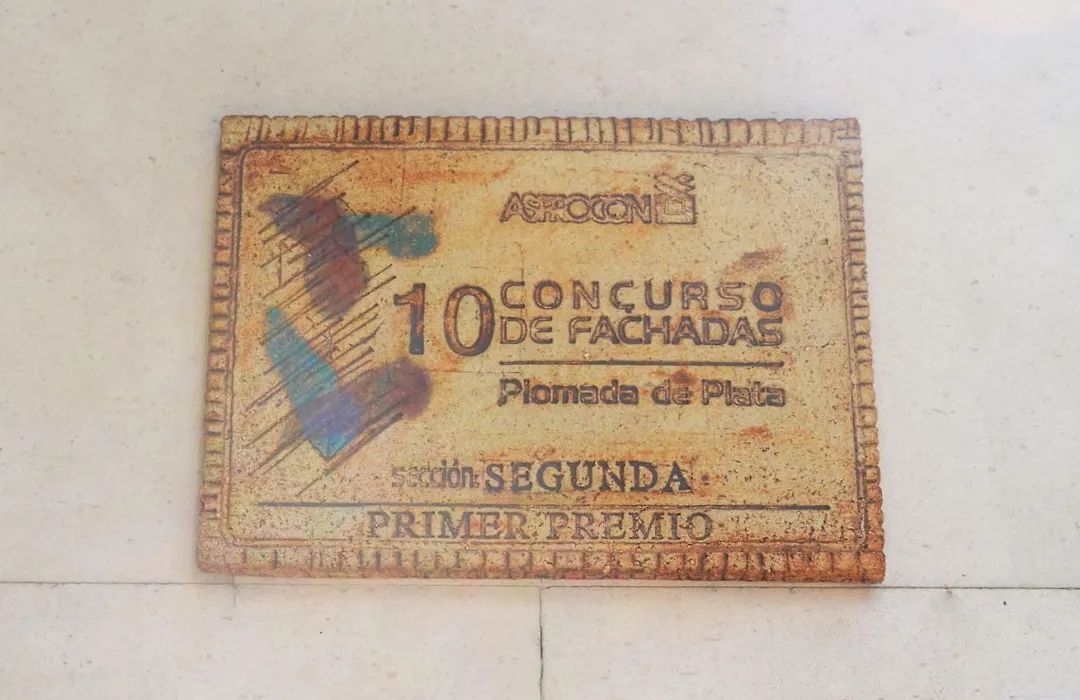 ASPROCON
10 CONCURSO
DE FACHADAS
Plomada de Plata
sección: SEGUNDA
PRIMER PREMIO